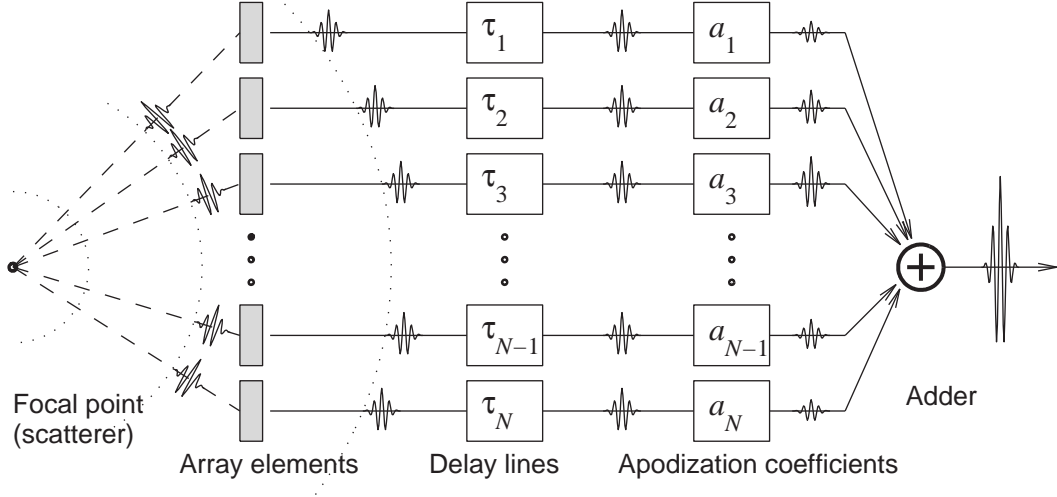 τ1 a1
τ2 a2
τ3 a3
τN−1 aN−1
τN aN
Focal point
(scatterer)
Adder
Array elements Delay lines Apodization coefficients